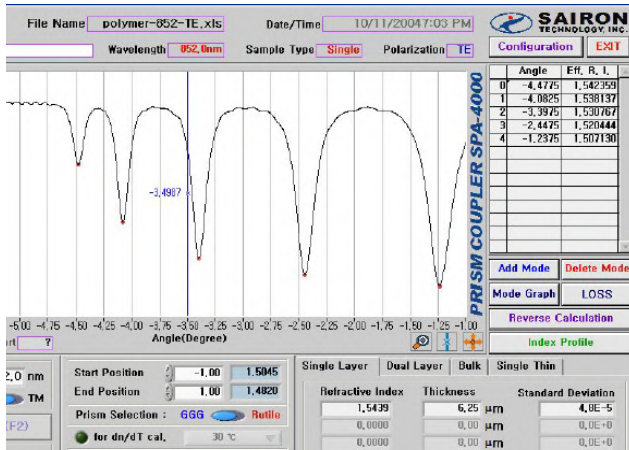 File Name polymer-852-TE.xls Date/Time 10/11/20047:03 PM
SAIRON
TECHNOLOGY, INC.
Wavelength 852.0nm Sample Type Single Polarization TE
Configuration EXIT
Angle Eff. R. I.
0 -4.4775 1.542359
1 -4.0825 1.538137
2 -3.3975 1.530767
3 -2.4475 1.520444
4 -1.2375 1.507130
-3.4987
PRISM COUPLER SPA-4000
Add Mode Delete Mode
Mode Graph LOSS
Reverse Calculation
Index Profile
-5.00 -4.75 -4.50 -4.25 -4.00 -3.75 -3.50 -3.25 -3.00 -2.75 -2.50 -2.25 -2.00 -1.75 -1.50 -1.25 -1.00
Angle(Degree)
rt ?
2.0 nm
TM
(F2)
Start Position -1.00 1.5045
End Position 1.00 1.4820
Prism Selection : GGG Rutile
for dn/dT cal. 30 ℃
Single Layer Dual Layer Bulk Single Thin
Refractive Index Thickness Standard Deviation
1.5439 6.25 μm 4.8E-5
0.0000 0.00 μm 0.0E+0
0.0000 0.00 μm 0.0E+0